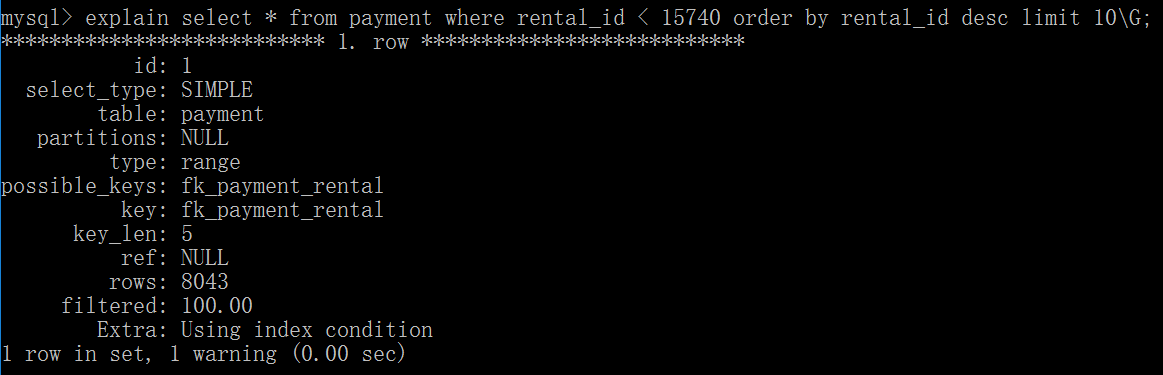 mysql> explain select * from payment where rental_id < 15740 order by rental_id desc limit 10\G;
*************************** 1. row ***************************
id: 1
select_type: SIMPLE
table: payment
partitions: NULL
type: range
possible_keys: fk_payment_rental
key: fk_payment_rental
key_len: 5
ref: NULL
rows: 8043
filtered: 100.00
Extra: Using index condition
1 row in set, 1 warning (0.00 sec)